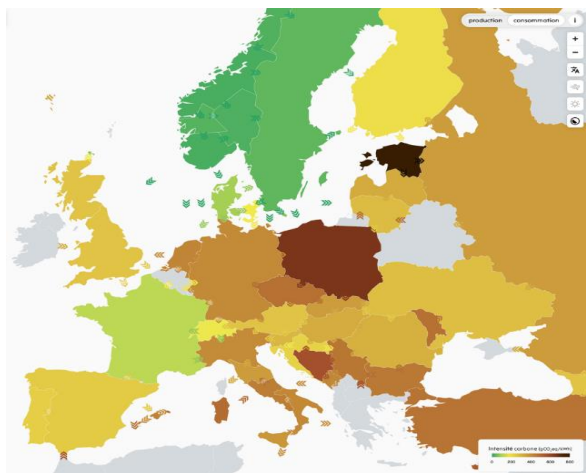 production consommation i
+
−
Intensité carbone (gCO₂eq/kWh)
0 200 400 600 800